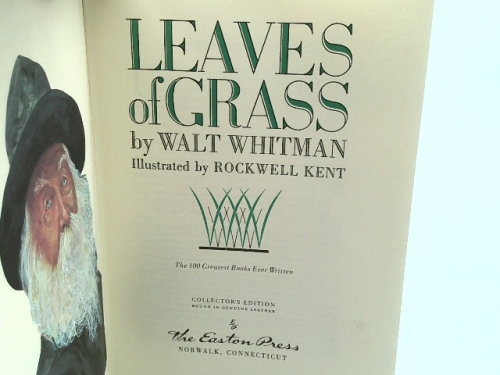 LEAVES
of GRASS
by WALT WHITMAN
Illustrated by ROCKWELL KENT
The 100 Greatest Books Ever Written
COLLECTOR'S EDITION
BOUND IN GENUINE LEATHER
The Easton Press
NORWALK, CONNECTICUT